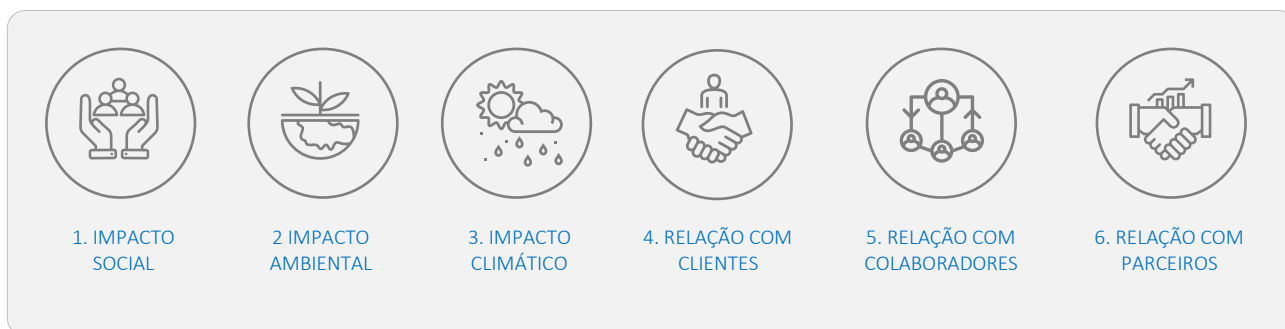 1. IMPACTO
SOCIAL
2 IMPACTO
AMBIENTAL
3. IMPACTO
CLIMÁTICO
4. RELAÇÃO COM
CLIENTES
5. RELAÇÃO COM
COLABORADORES
6. RELAÇÃO COM
PARCEIROS